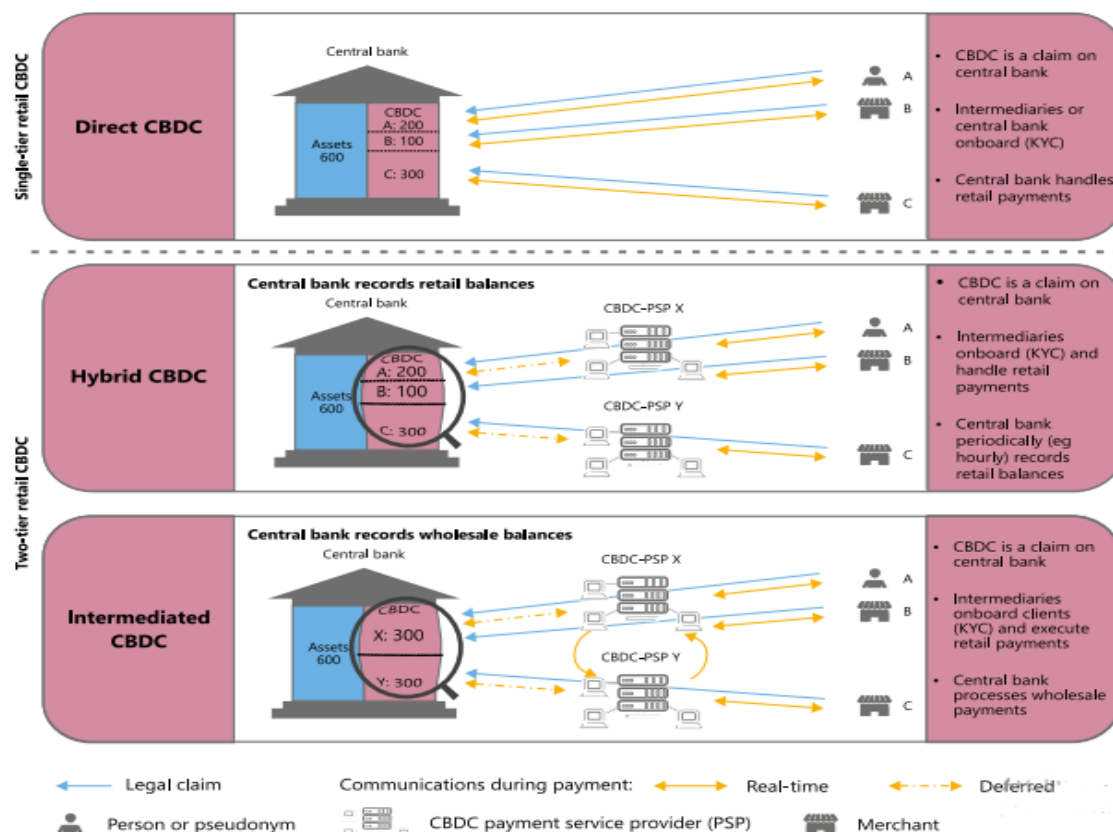 Single-tier retail CBDC
Direct CBDC
Central bank
Assets
600
CBDC
A: 200
B: 100
C: 300
A
B
C
• CBDC is a claim on
central bank
• Intermediaries or
central bank
onboard (KYC)
• Central bank handles
retail payments
Two-tier retail CBDC
Hybrid CBDC
Central bank records retail balances
Central bank
Assets
600
CBDC
A: 200
B: 100
C: 300
CBDC-PSP X
CBDC-PSP Y
A
B
C
• CBDC is a claim on
central bank
• Intermediaries
onboard (KYC) and
handle retail
payments
• Central bank
periodically (eg
hourly) records
retail balances
Intermediated
CBDC
Central bank records wholesale balances
Central bank
Assets
600
CBDC
X: 300
Y: 300
CBDC-PSP X
CBDC-PSP Y
A
B
C
• CBDC is a claim on
central bank
• Intermediaries
onboard clients
(KYC) and execute
retail payments
• Central bank
processes wholesale
payments
Legal claim
Communications during payment:
Real-time
Deferred
Person or pseudonym
CBDC payment service provider (PSP)
Merchant